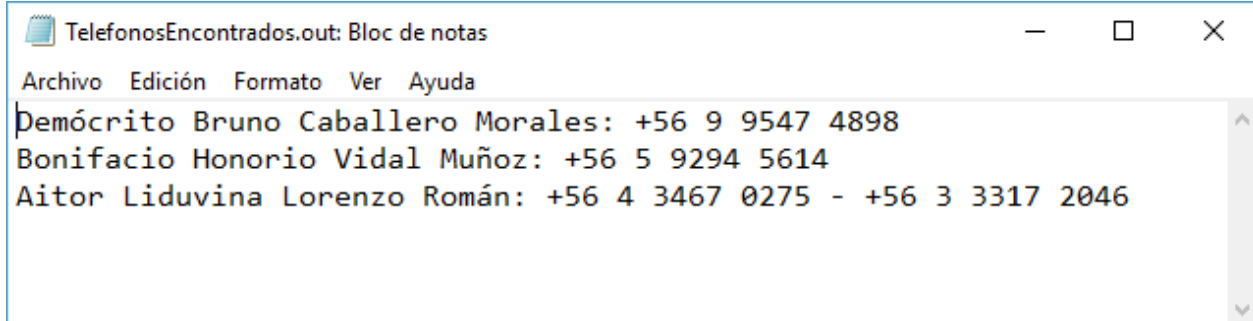 TelefonosEncontrados.out: Bloc de notas
Archivo Edición Formato Ver Ayuda
Demócrito Bruno Caballero Morales: +56 9 9547 4898
Bonifacio Honorio Vidal Muñoz: +56 5 9294 5614
Aitor Liduvina Lorenzo Román: +56 4 3467 0275 - +56 3 3317 2046